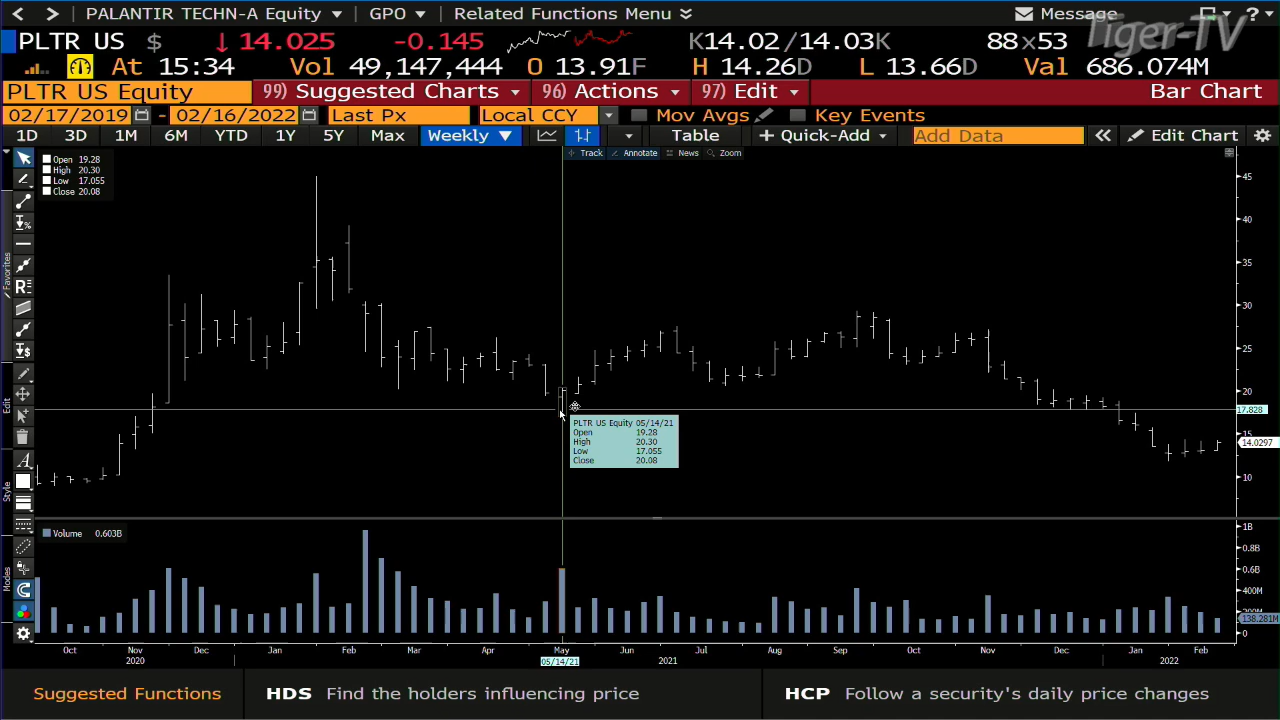 PALANTIR TECHN-A Equity GPO Related Functions Menu Message ?
Tiger-TV
PLTR US $ ↓ 14.025 -0.145 K14.02/14.03K 88x53
At 15:34 Vol 49,147,444 O 13.91F H 14.26D L 13.66D Val 686.074M
PLTR US Equity 99) Suggested Charts 96) Actions 97) Edit Bar Chart
02/17/2019 - 02/16/2022 Last Px Local CCY Mov Avgs Key Events
1D 3D 1M 6M YTD 1Y 5Y Max Weekly ▼ Table + Quick-Add Add Data « Edit Chart
Track Annotate News Zoom
Open 19.28
High 20.30
Low 17.055
Close 20.08
45
40
35
30
25
20
17.828
15
14.0297
10
PLTR US Equity 05/14/21
Open 19.28
High 20.30
Low 17.055
Close 20.08
Favorites
Edit
Style
Modes
Volume 0.603B
1B
0.8B
0.6B
400M
200M
138.281M
0
Oct Nov Dec Jan Feb Mar Apr May Jun Jul Aug Sep Oct Nov Dec Jan Feb
2020 05/14/21 2021 2022
Suggested Functions HDS Find the holders influencing price HCP Follow a security's daily price changes